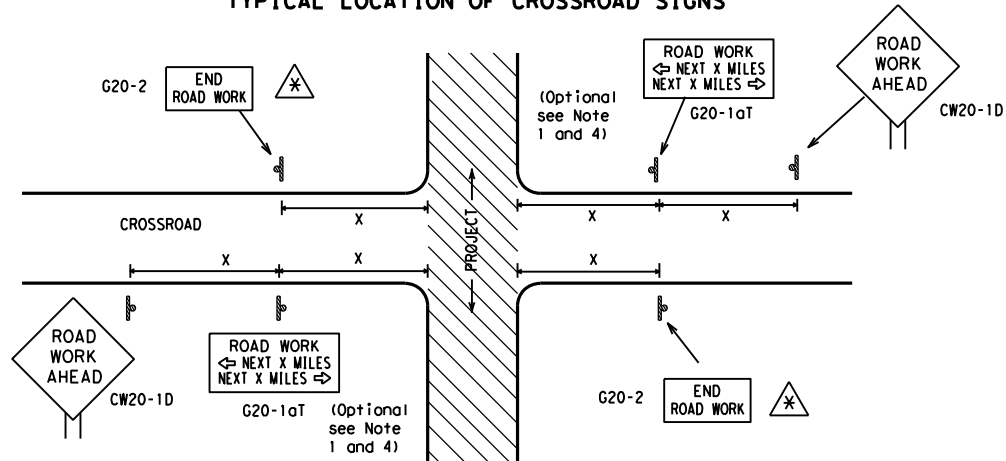 TYPICAL LOCATION OF CROSSROAD SIGNS
G20-2
END
ROAD WORK
*
(Optional
see Note
1 and 4)
ROAD WORK
⇦ NEXT X MILES
NEXT X MILES ⇨
G20-1aT
ROAD
WORK
AHEAD
CW20-1D
X
X
X
CROSSROAD
PROJECT
X
X
X
ROAD
WORK
AHEAD
CW20-1D
ROAD WORK
⇦ NEXT X MILES
NEXT X MILES ⇨
G20-1aT
(Optional
see Note
1 and 4)
G20-2
END
ROAD WORK
*